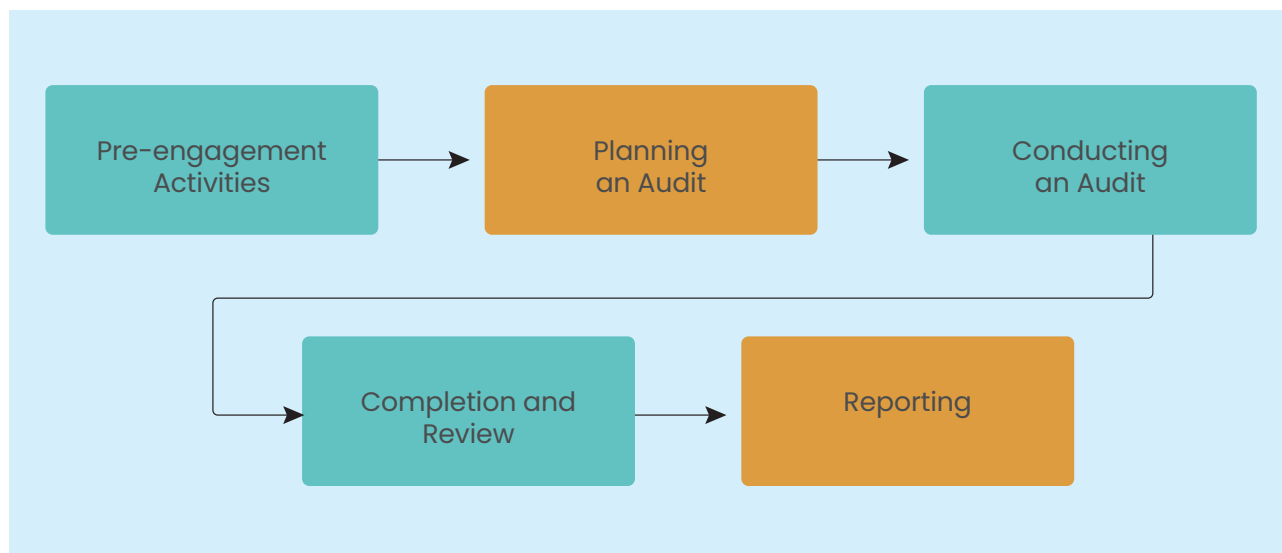 Pre-engagement
Activities
Planning
an Audit
Conducting
an Audit
Completion and
Review
Reporting